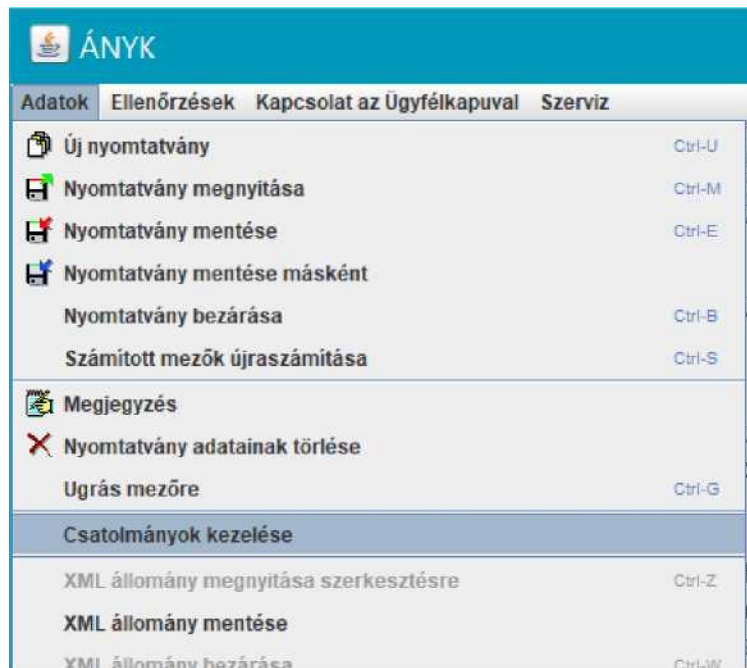 ÁNYK
Adatok Ellenőrzések Kapcsolat az Ügyfélkapuval Szerviz
Új nyomtatvány Ctrl-U
Nyomtatvány megnyitása Ctrl-M
Nyomtatvány mentése Ctrl-E
Nyomtatvány mentése másként
Nyomtatvány bezárása Ctrl-B
Számított mezők újraszámítása Ctrl-S
Megjegyzés
Nyomtatvány adatainak törlése
Ugrás mezőre Ctrl-G
Csatolmányok kezelése
XML állomány megnyitása szerkesztésre Ctrl-Z
XML állomány mentése
XML állomány bezárása Ctrl-W